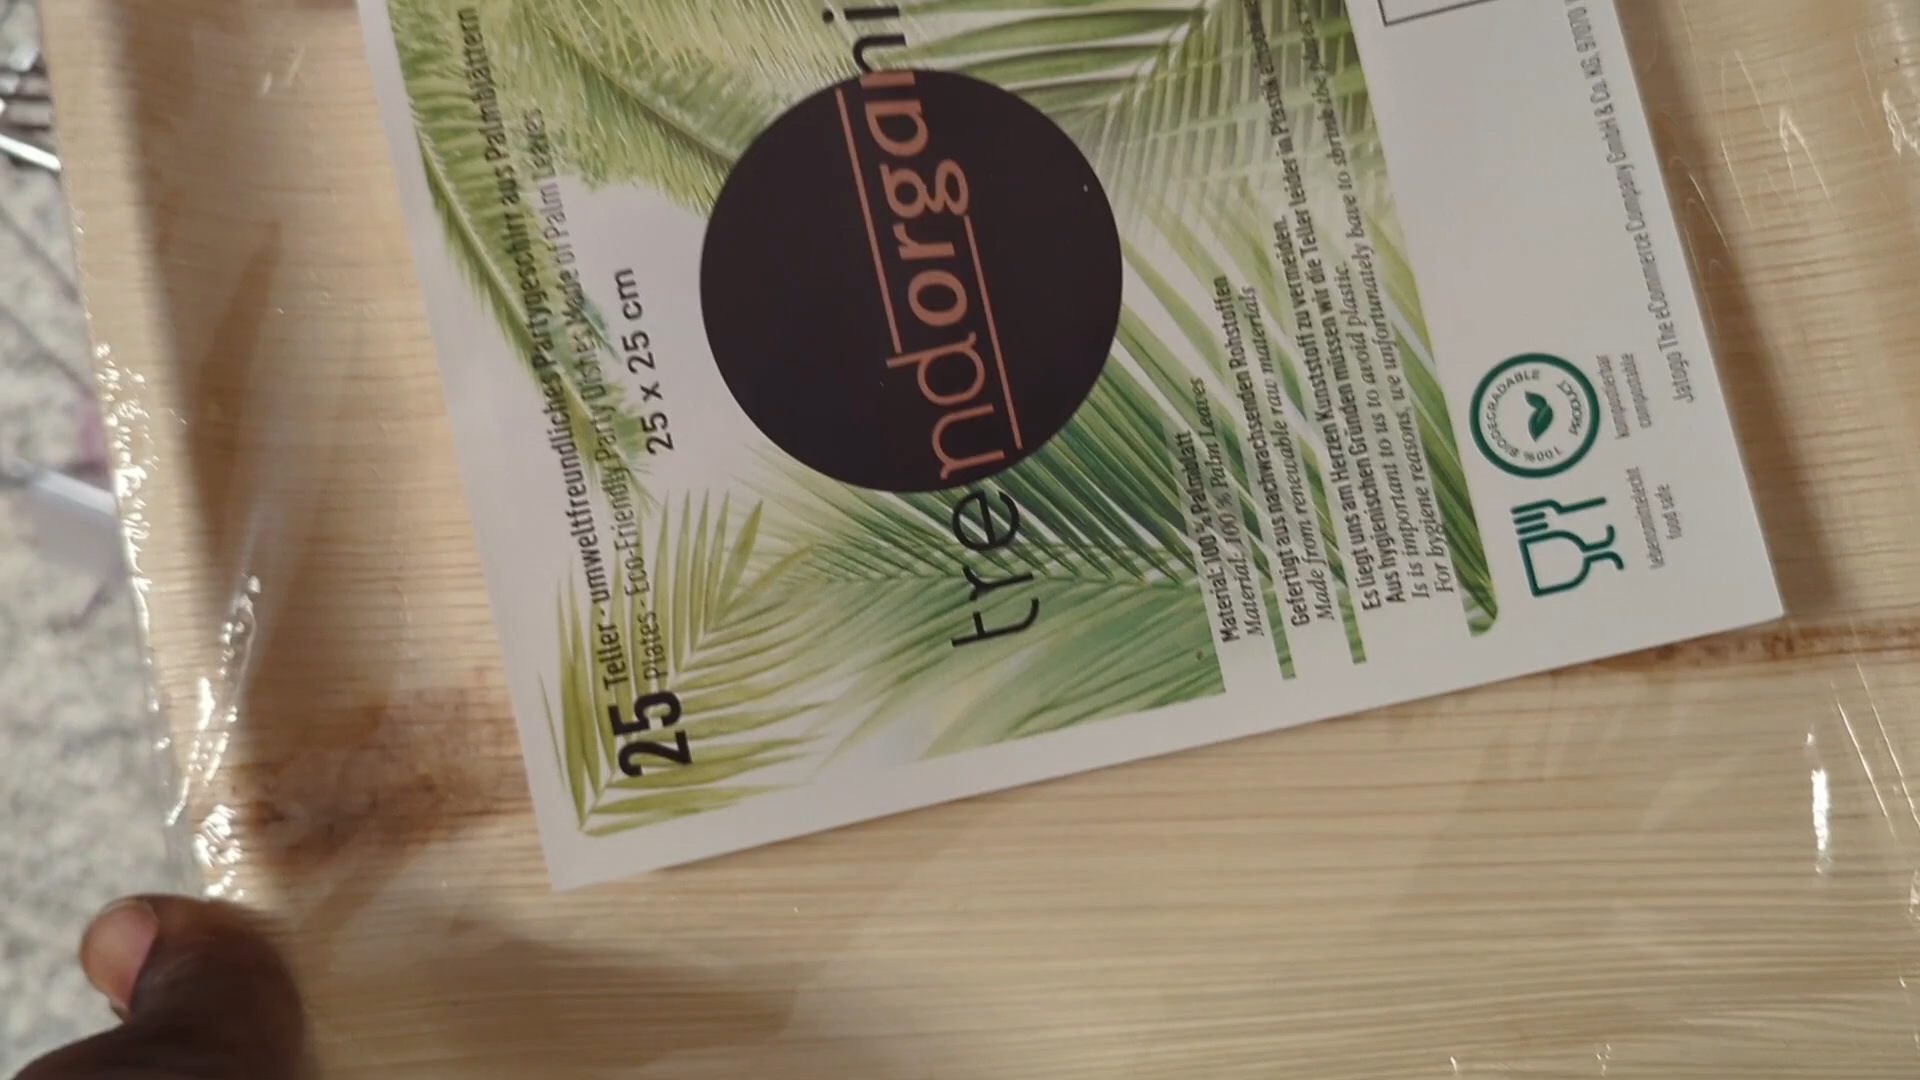 25 Teller - umweltfreundliches Partygeschirr aus Palmblättern
Plates - Eco-Friendly Party Dishes Made of Palm Leaves
25 x 25 cm
trendorgani
Material: 100 % Palmblatt
Material: 100 % Palm Leaves
Gefertigt aus nachwachsenden Rohstoffen
Made from renewable raw materials
Es liegt uns am Herzen Kunststoff zu vermeiden.
Aus hygienischen Gründen müssen wir die Teller leider in Plastik
Is is important to us to avoid plastic.
For hygiene reasons, we unfortunately have to shrink the plates
100% BIODEGRADABLE PRODUCT
lebensmittelecht
food safe
kompostierbar
compostable
Jatogo The eCommerce Company GmbH & Co. KG, 97070